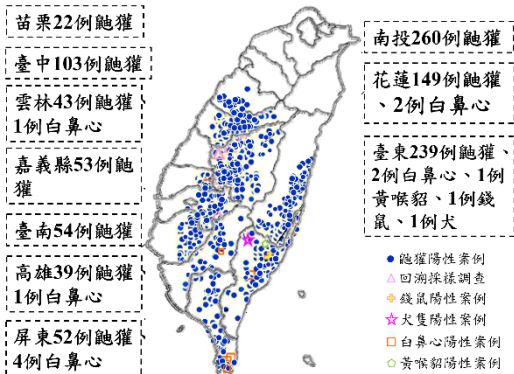 苗栗22例鼬獾
臺中103例鼬獾
雲林43例鼬獾
1例白鼻心
嘉義縣53例鼬
獾
臺南54例鼬獾
高雄39例鼬獾
1例白鼻心
屏東52例鼬獾
4例白鼻心
南投260例鼬獾
花蓮149例鼬獾
、2例白鼻心
臺東239例鼬獾、
2例白鼻心、1例
黃喉貂、1例錢
鼠、1例犬
鼬獾陽性案例
回溯採樣調查
錢鼠陽性案例
犬隻陽性案例
白鼻心陽性案例
黃喉貂陽性案例